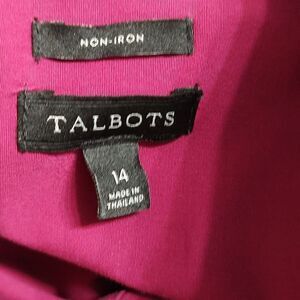 NON-IRON
TALBOTS
14
MADE IN
THAILAND